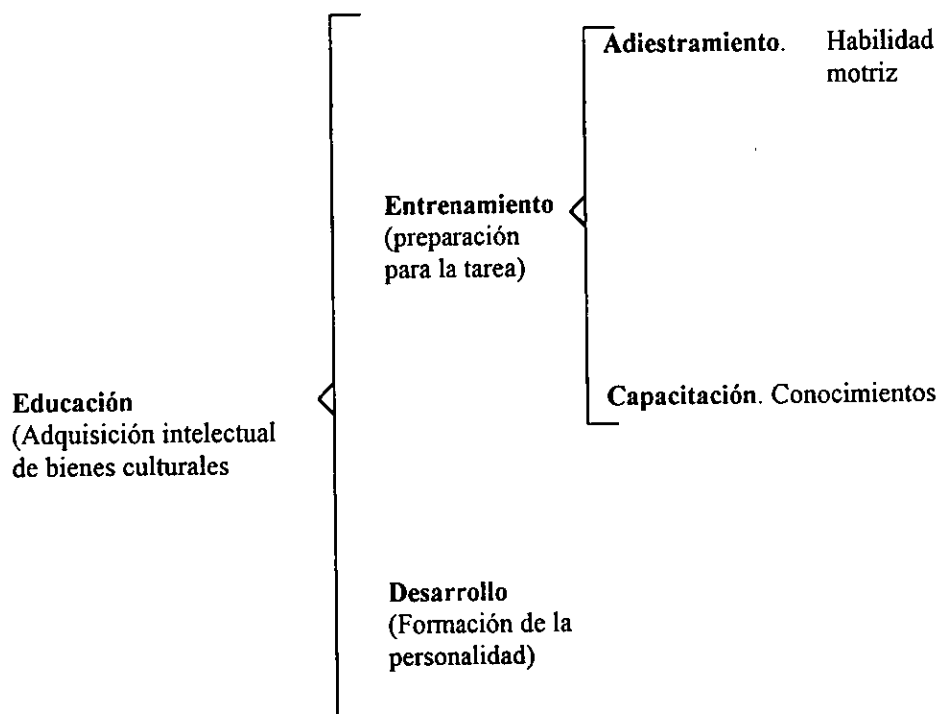 Adiestramiento. Habilidad
motriz
Entrenamiento
(preparación
para la tarea)
Capacitación. Conocimientos
Educación
(Adquisición intelectual
de bienes culturales
Desarrollo
(Formación de la
personalidad)